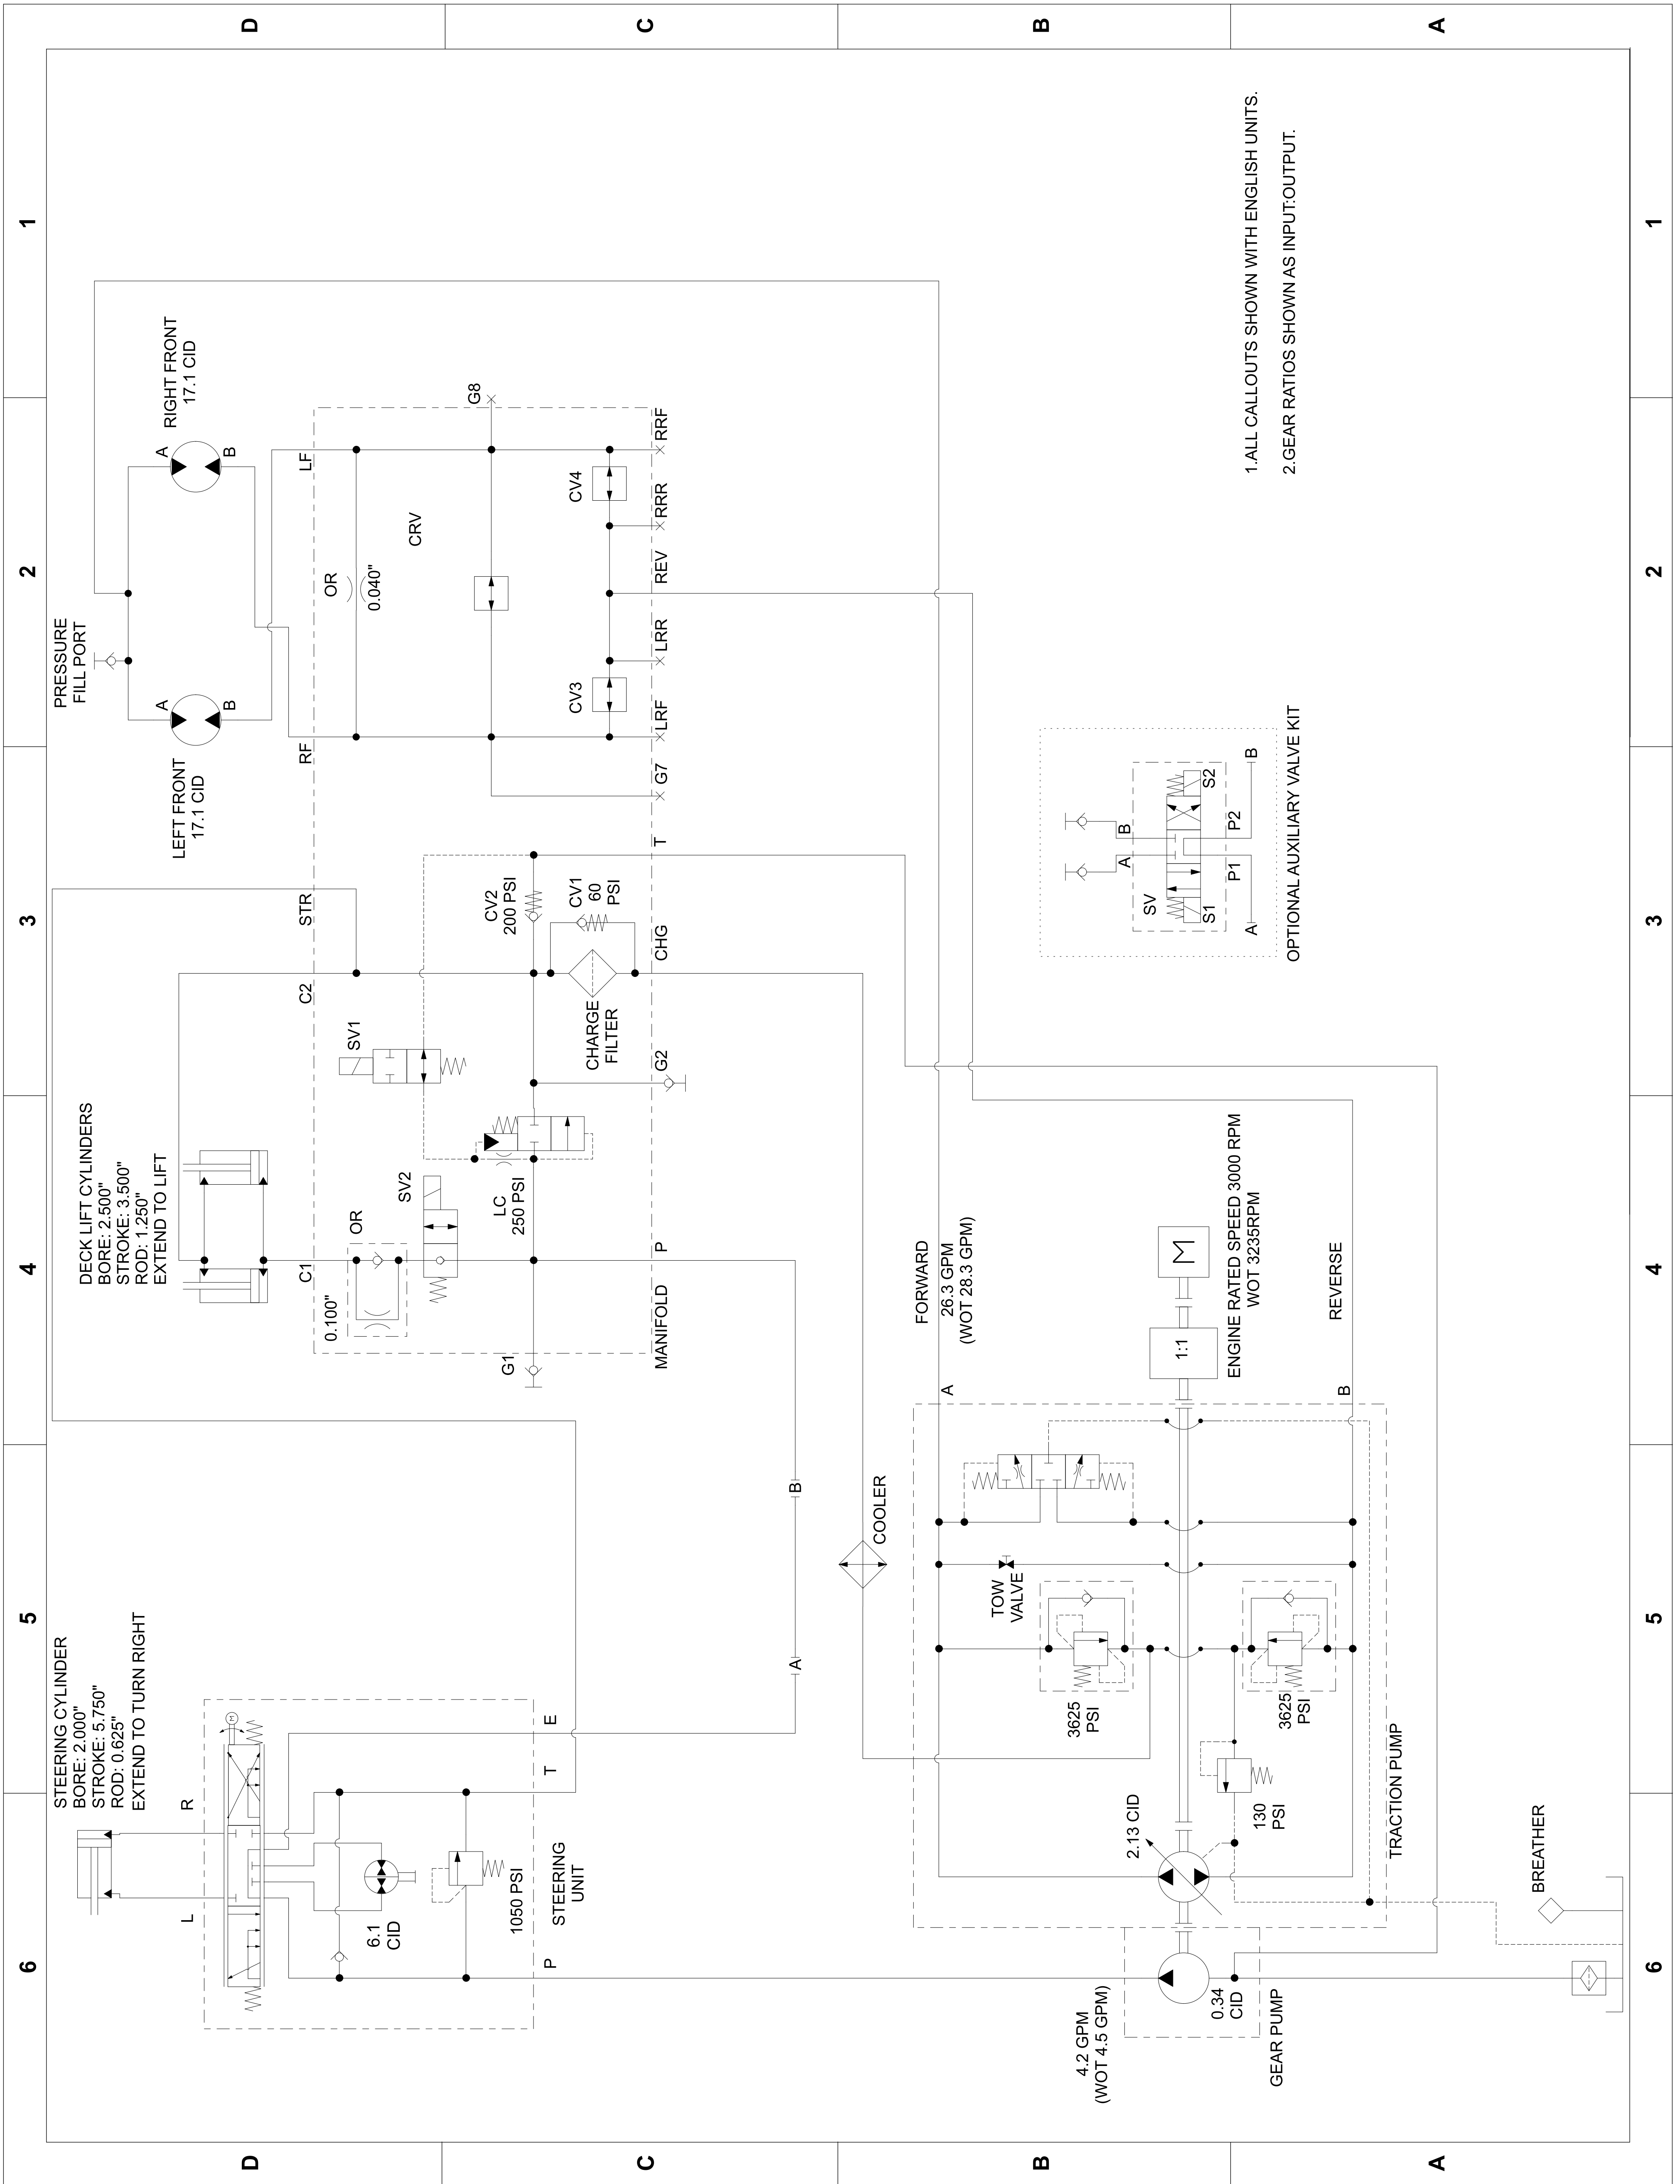 6
5
4
3
2
1
D
C
B
A
D
C
B
A
6
5
4
3
2
1
STEERING CYLINDER
BORE: 2.000"
STROKE: 5.750"
ROD: 0.625"
EXTEND TO TURN RIGHT
L
R
M
6.1
CID
1050 PSI
P
T
E
STEERING
UNIT
DECK LIFT CYLINDERS
BORE: 2.500"
STROKE: 3.500"
ROD: 1.250"
EXTEND TO LIFT
0.100"
OR
C1
C2
STR
SV1
SV2
LC
250 PSI
G1
MANIFOLD
P
G2
CHARGE
FILTER
CHG
CV2
200 PSI
CV1
60
PSI
T
G7
PRESSURE
FILL PORT
LEFT FRONT
17.1 CID
A
B
RIGHT FRONT
17.1 CID
A
B
RF
LF
OR
0.040"
CRV
G8
CV3
CV4
LRF
LRR
REV
RRR
RRF
A
B
COOLER
FORWARD
26.3 GPM
(WOT 28.3 GPM)
A
TOW
VALVE
3625
PSI
3625
PSI
130
PSI
2.13 CID
1:1
M
ENGINE RATED SPEED 3000 RPM
WOT 3235RPM
REVERSE
B
TRACTION PUMP
4.2 GPM
(WOT 4.5 GPM)
0.34
CID
GEAR PUMP
BREATHER
A
B
SV
S1
S2
P1
P2
A
B
OPTIONAL AUXILIARY VALVE KIT
1.ALL CALLOUTS SHOWN WITH ENGLISH UNITS.
2.GEAR RATIOS SHOWN AS INPUT:OUTPUT.